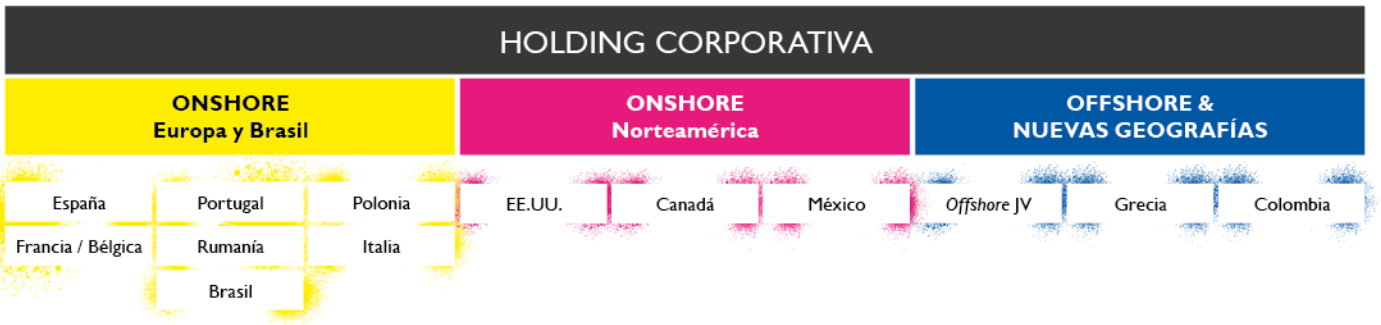 HOLDING CORPORATIVA
ONSHORE
Europa y Brasil
ONSHORE
Norteamérica
OFFSHORE &
NUEVAS GEOGRAFÍAS
España
Portugal
Polonia
EE.UU.
Canadá
México
Offshore JV
Grecia
Colombia
Francia / Bélgica
Rumanía
Italia
Brasil